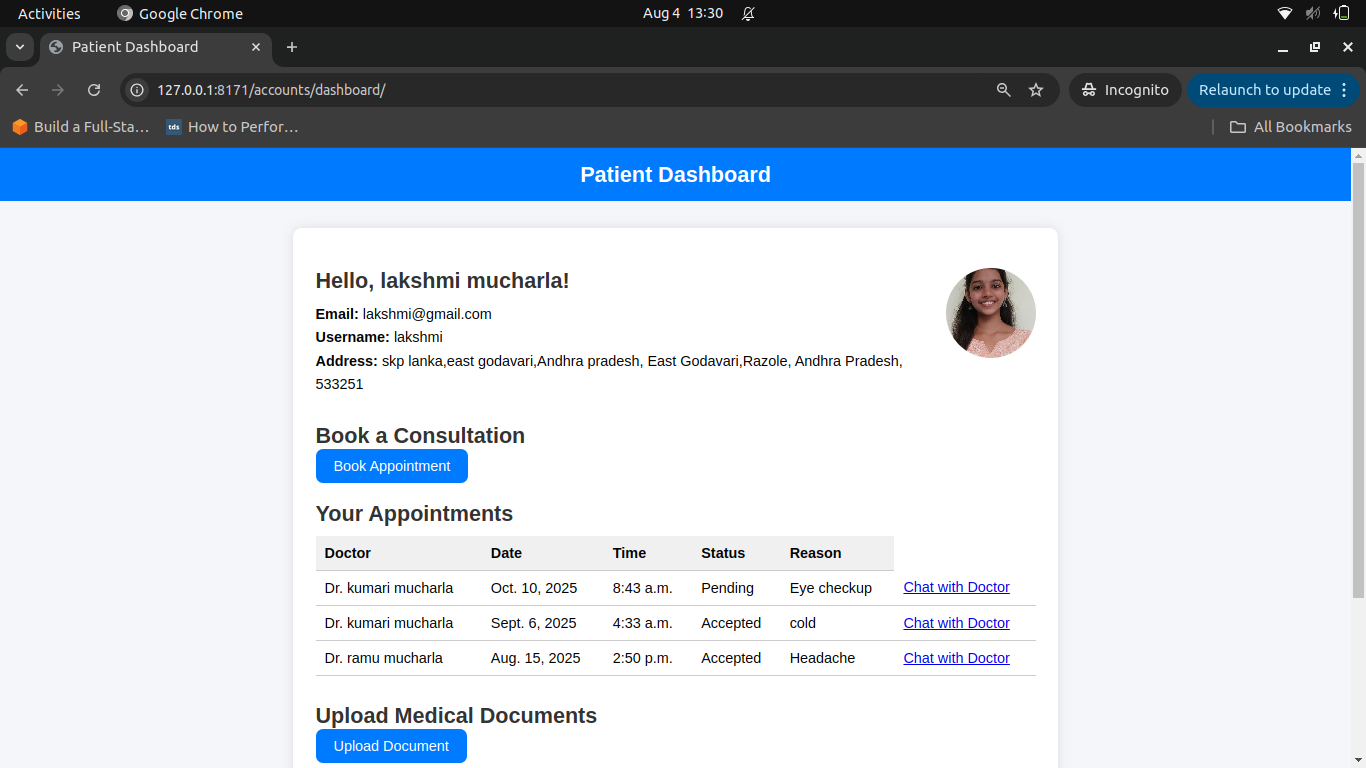 Activities Google Chrome Aug 4 13:30
Patient Dashboard
127.0.0.1:8171/accounts/dashboard/ Incognito Relaunch to update
Build a Full-Sta… tds How to Perfor… All Bookmarks
Patient Dashboard
Hello, lakshmi mucharla!
Email: lakshmi@gmail.com
Username: lakshmi
Address: skp lanka,east godavari,Andhra pradesh, East Godavari,Razole, Andhra Pradesh,
533251
Book a Consultation
Book Appointment
Your Appointments
Doctor Date Time Status Reason
Dr. kumari mucharla Oct. 10, 2025 8:43 a.m. Pending Eye checkup Chat with Doctor
Dr. kumari mucharla Sept. 6, 2025 4:33 a.m. Accepted cold Chat with Doctor
Dr. ramu mucharla Aug. 15, 2025 2:50 p.m. Accepted Headache Chat with Doctor
Upload Medical Documents
Upload Document